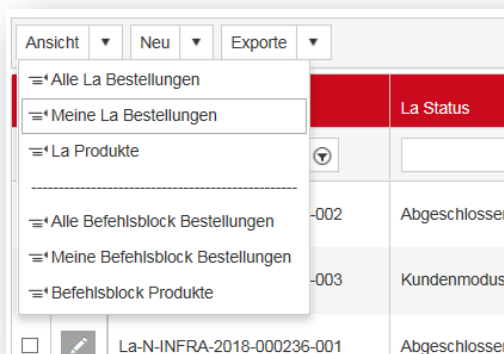 Ansicht Neu Exporte
Alle La Bestellungen
Meine La Bestellungen
La Status
La Produkte
-002 Abgeschlossen
Alle Befehlsblock Bestellungen
Meine Befehlsblock Bestellungen
-003 Kundenmodus
Befehlsblock Produkte
La-N-INFRA-2018-000236-001 Abgeschlossen